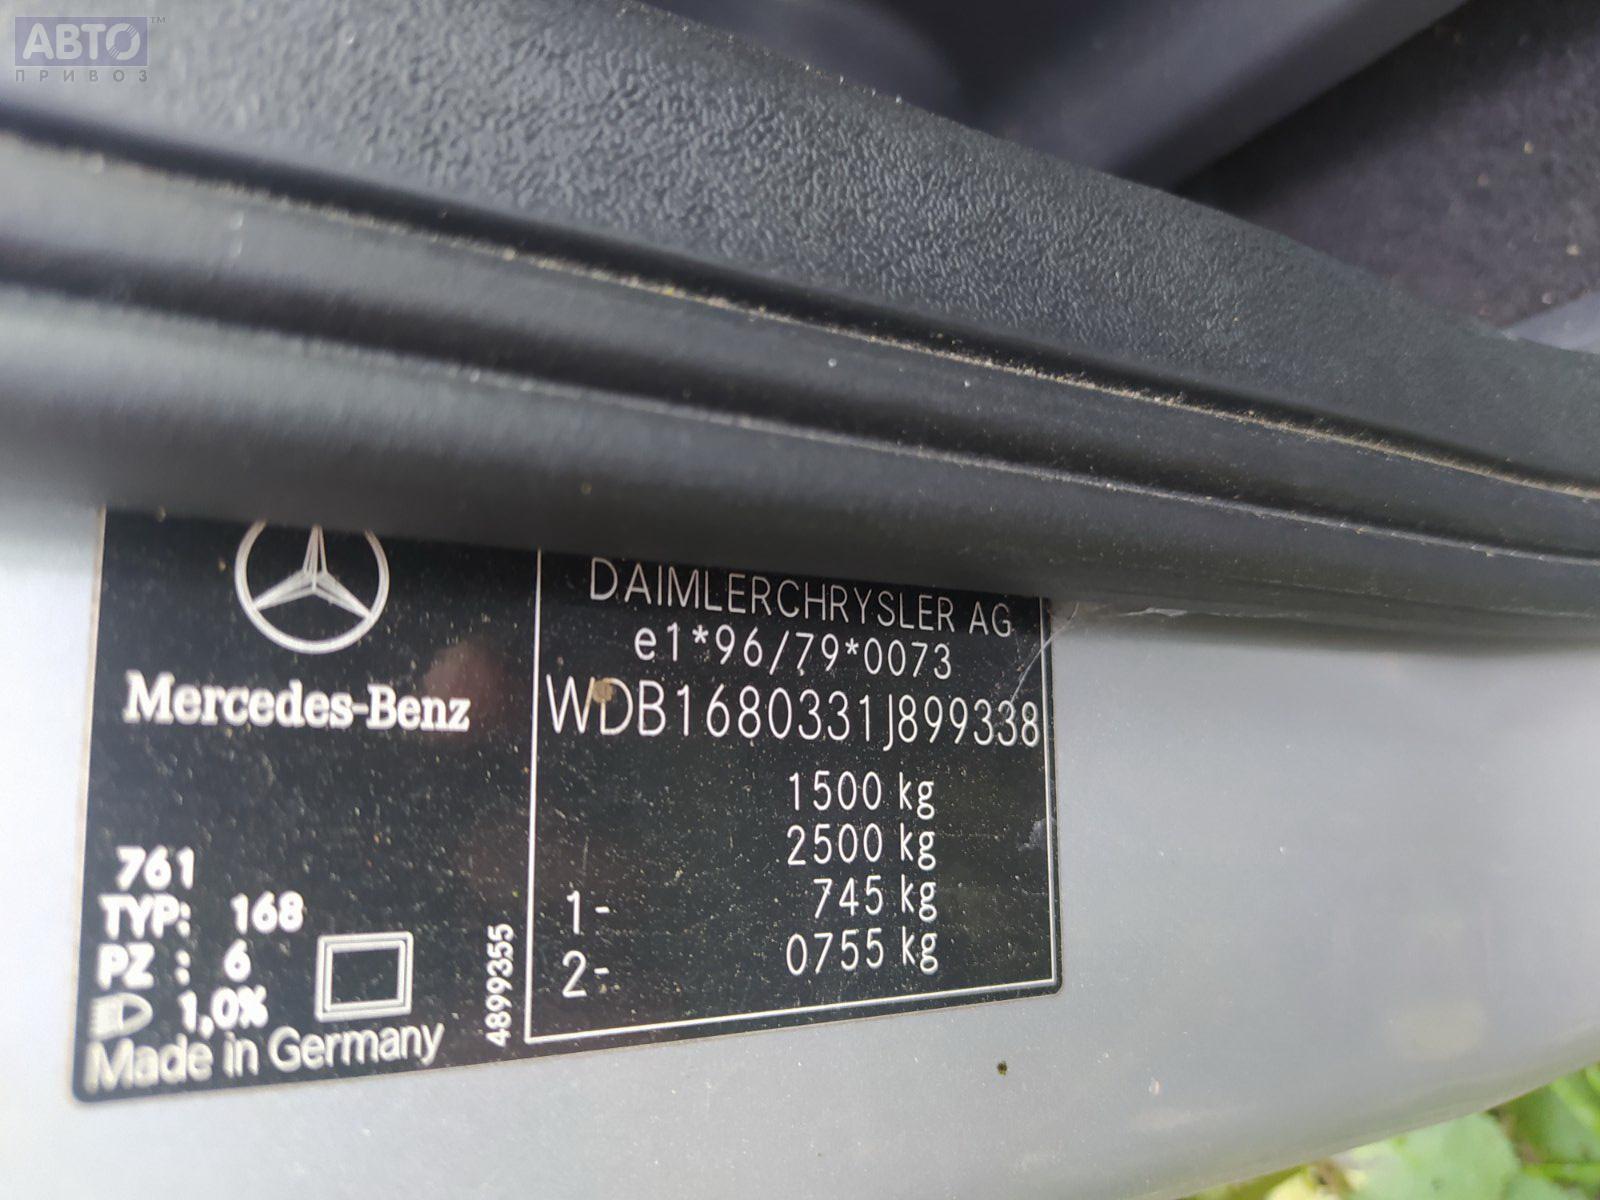 АВТО™
ПРИВОЗ
Mercedes-Benz
761
TYP: 168
PZ : 6
1,0%
Made in Germany
4899355
DAIMLERCHRYSLER AG
e1*96/79*0073
WDB1680331J899338
1500 kg
2500 kg
1- 745 kg
2- 0755 kg